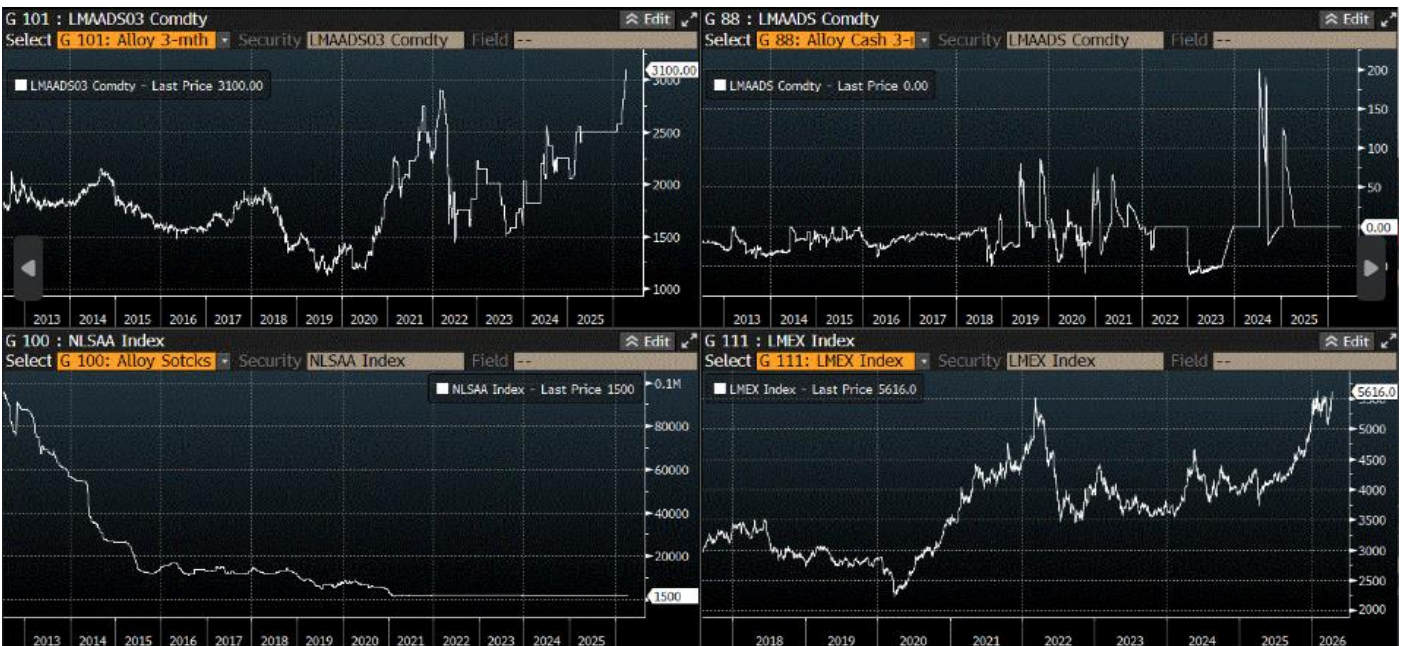 G 101 : LMAADS03 Comdty
Edit
Select G 101: Alloy 3-mth Security LMAADS03 Comdty Field --
LMAADS03 Comdty - Last Price 3100.00
3100.00
3000
2500
2000
1500
1000
2013 2014 2015 2016 2017 2018 2019 2020 2021 2022 2023 2024 2025
G 88 : LMAADS Comdty
Edit
Select G 88: Alloy Cash 3- Security LMAADS Comdty Field --
LMAADS Comdty - Last Price 0.00
200
150
100
50
0.00
2013 2014 2015 2016 2017 2018 2019 2020 2021 2022 2023 2024 2025
G 100 : NLSAA Index
Edit
Select G 100: Alloy Sotcks Security NLSAA Index Field --
NLSAA Index - Last Price 1500
0.1M
80000
60000
40000
20000
1500
2013 2014 2015 2016 2017 2018 2019 2020 2021 2022 2023 2024 2025
G 111 : LMEX Index
Edit
Select G 111: LMEX Index Security LMEX Index Field --
LMEX Index - Last Price 5616.0
5616.0
5000
4500
4000
3500
3000
2500
2000
2018 2019 2020 2021 2022 2023 2024 2025 2026